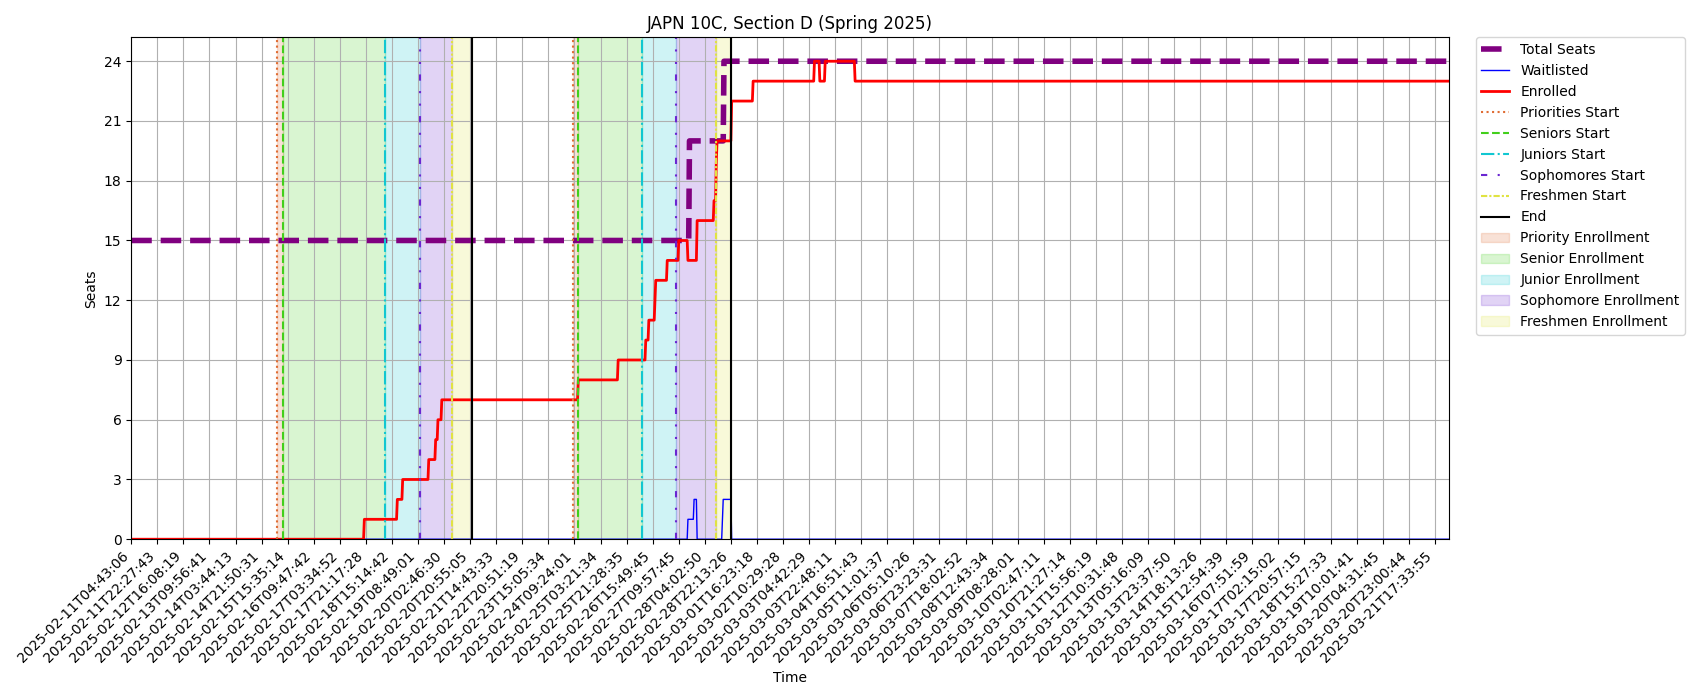 JAPN 10C, Section D (Spring 2025)
Seats
24
21
18
15
12
9
6
3
0
2025-02-11T04:43:06
2025-02-11T22:27:43
2025-02-12T16:08:19
2025-02-13T09:56:41
2025-02-14T03:44:13
2025-02-14T21:50:31
2025-02-15T15:35:14
2025-02-16T09:47:42
2025-02-17T03:34:52
2025-02-17T21:17:28
2025-02-18T15:14:42
2025-02-19T08:49:01
2025-02-20T02:46:30
2025-02-20T20:55:05
2025-02-21T14:43:33
2025-02-22T20:51:19
2025-02-23T15:05:34
2025-02-24T09:24:01
2025-02-25T03:21:34
2025-02-25T21:28:35
2025-02-26T15:49:45
2025-02-27T09:57:45
2025-02-28T04:02:50
2025-02-28T22:13:26
2025-03-01T16:23:18
2025-03-02T10:29:28
2025-03-03T04:42:29
2025-03-03T22:48:11
2025-03-04T16:51:43
2025-03-05T11:01:37
2025-03-06T05:10:26
2025-03-06T23:23:31
2025-03-07T18:02:52
2025-03-08T12:43:34
2025-03-09T08:28:01
2025-03-10T02:47:11
2025-03-10T21:27:14
2025-03-11T15:56:19
2025-03-12T10:31:48
2025-03-13T05:16:09
2025-03-13T23:37:50
2025-03-14T18:13:26
2025-03-15T12:54:39
2025-03-16T07:51:59
2025-03-17T02:15:02
2025-03-17T20:57:15
2025-03-18T15:27:33
2025-03-19T10:01:41
2025-03-20T04:31:45
2025-03-20T23:00:44
2025-03-21T17:33:55
Time
Total Seats
Waitlisted
Enrolled
Priorities Start
Seniors Start
Juniors Start
Sophomores Start
Freshmen Start
End
Priority Enrollment
Senior Enrollment
Junior Enrollment
Sophomore Enrollment
Freshmen Enrollment